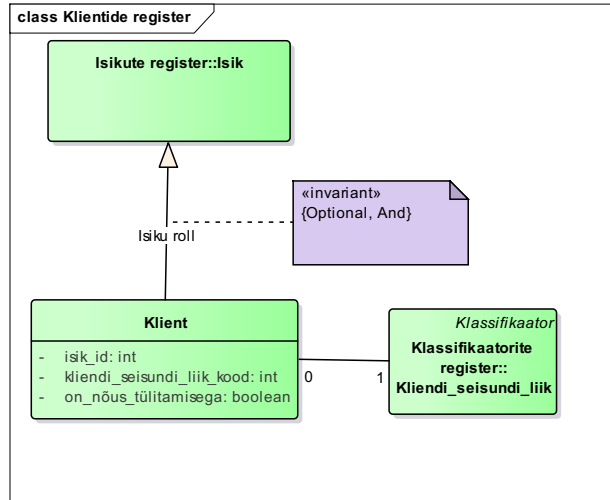 class Klientide register
Isikute register::Isik
«invariant»
{Optional, And}
Isiku roll
Klient
- isik_id: int
- kliendi_seisundi_liik_kood: int
- on_nõus_tülitamisega: boolean
0
1
Klassifikaator
Klassifikaatorite
register::
Kliendi_seisundi_liik